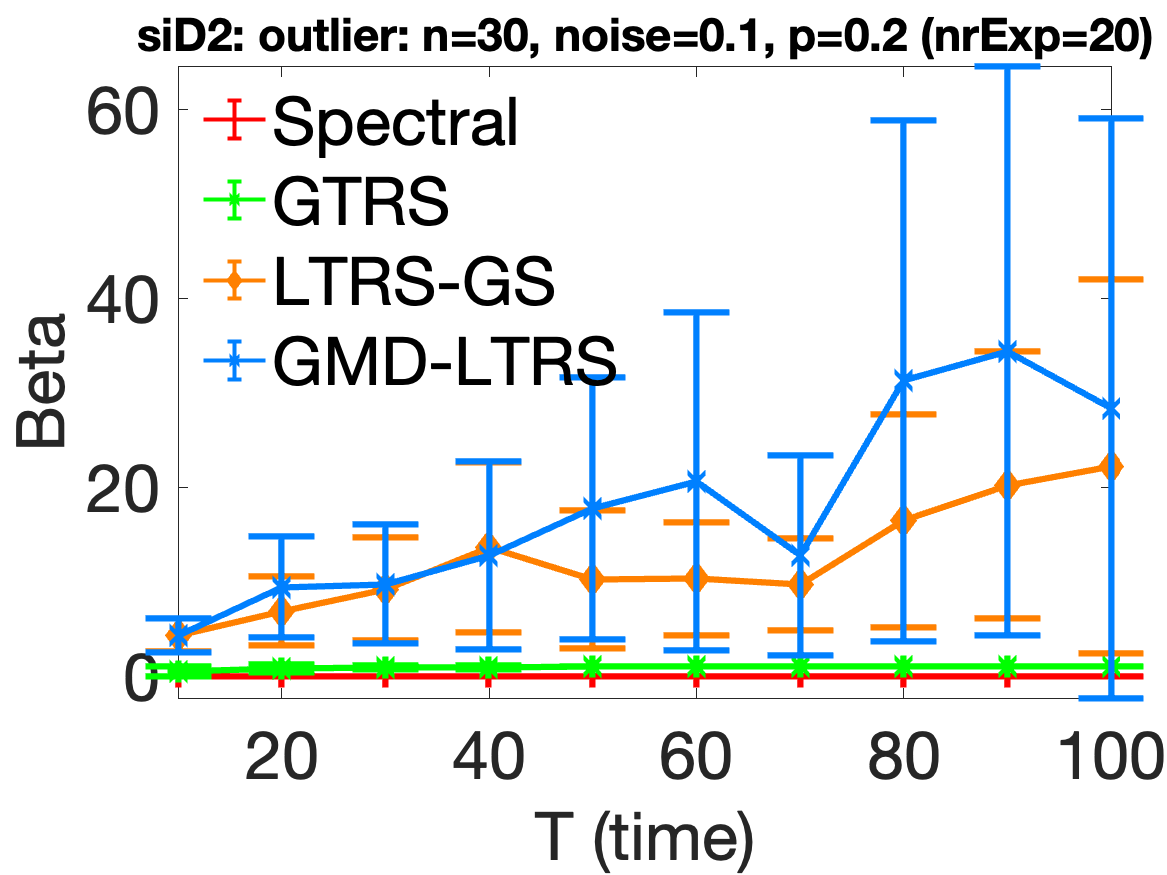 siD2: outlier: n=30, noise=0.1, p=0.2 (nrExp=20)
Spectral
GTRS
LTRS-GS
GMD-LTRS
Beta
60
40
20
0
20 40 60 80 100
T (time)